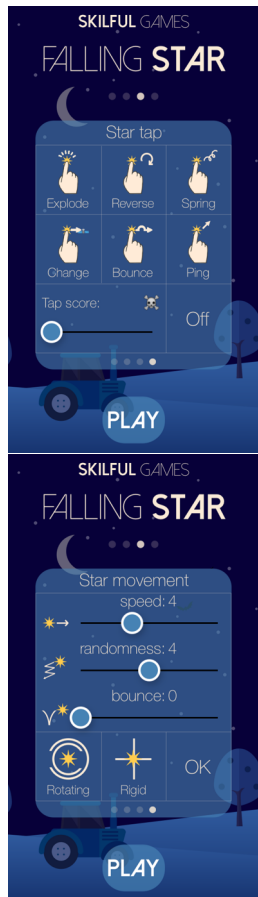 SKILFUL GAMES
FALLING STAR
Star tap
Explode Reverse Spring
Change Bounce Ping
Tap score:
Off
PLAY
SKILFUL GAMES
FALLING STAR
Star movement
speed: 4
randomness: 4
bounce: 0
Rotating Rigid OK
PLAY